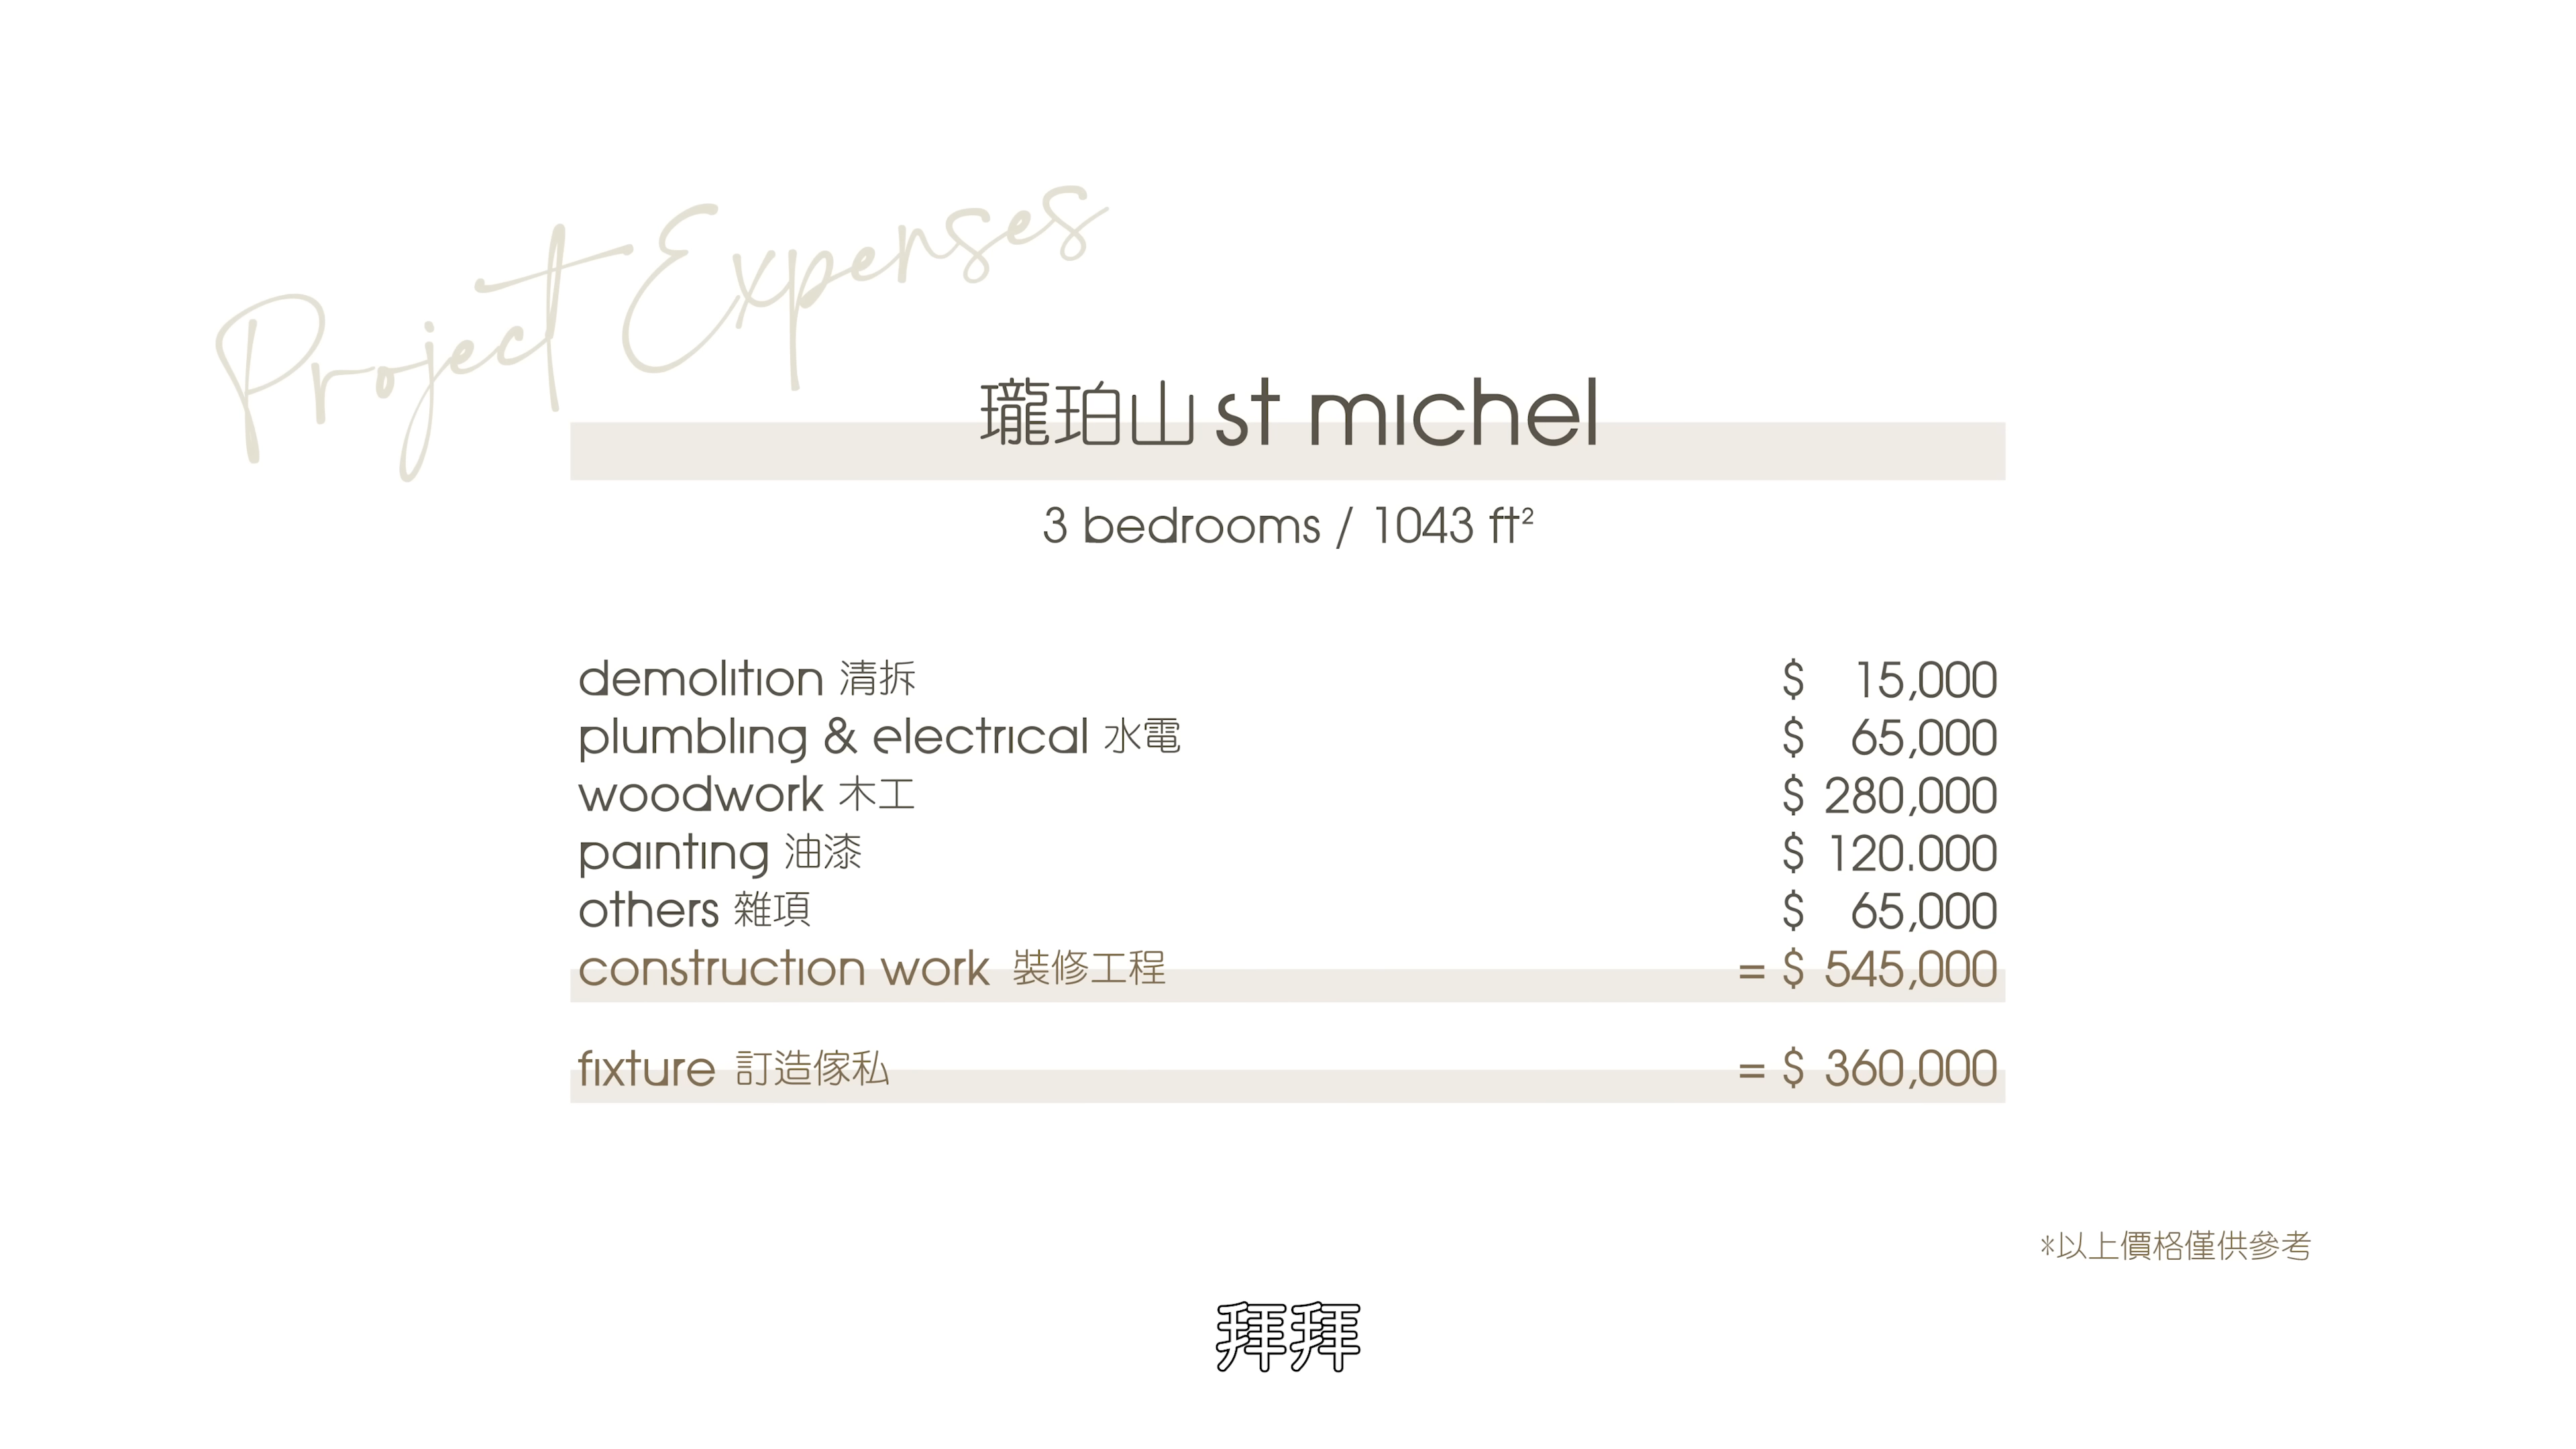 Project Expenses
瓏珀山 st michel
3 bedrooms / 1043 ft²
demolition 清拆 $ 15,000
plumbling & electrical 水電 $ 65,000
woodwork 木工 $ 280,000
painting 油漆 $ 120.000
others 雜項 $ 65,000
construction work 裝修工程 = $ 545,000
fixture 訂造傢私 = $ 360,000
*以上價格僅供參考
拜拜